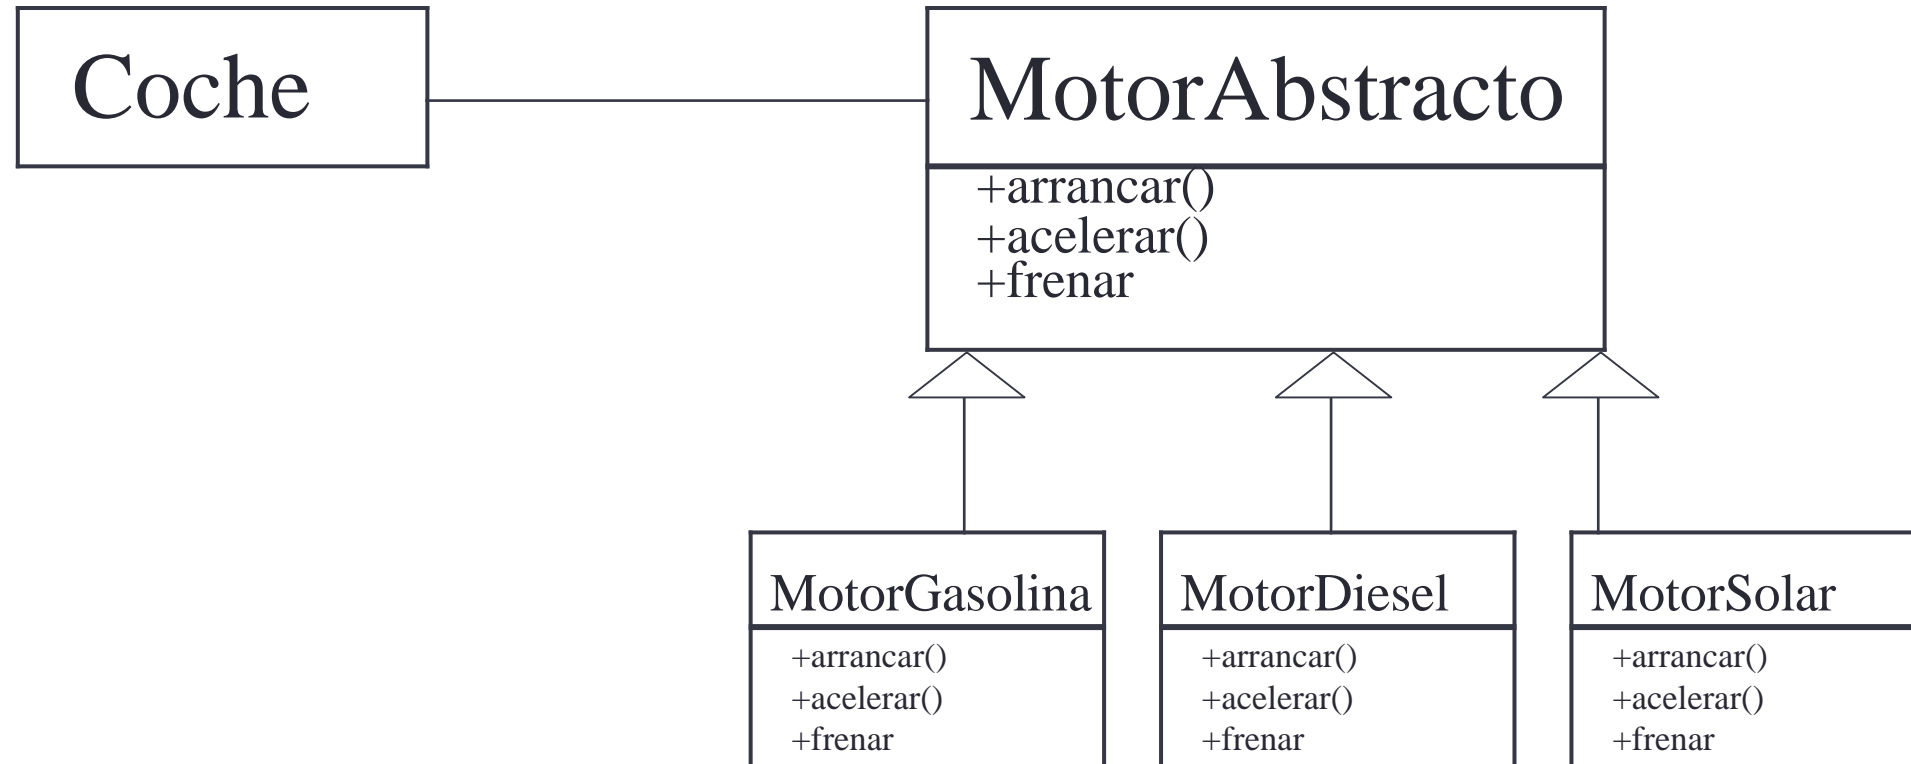 Coche
MotorAbstracto
+arrancar()
+acelerar()
+frenar
MotorGasolina
+arrancar()
+acelerar()
+frenar
MotorDiesel
+arrancar()
+acelerar()
+frenar
MotorSolar
+arrancar()
+acelerar()
+frenar